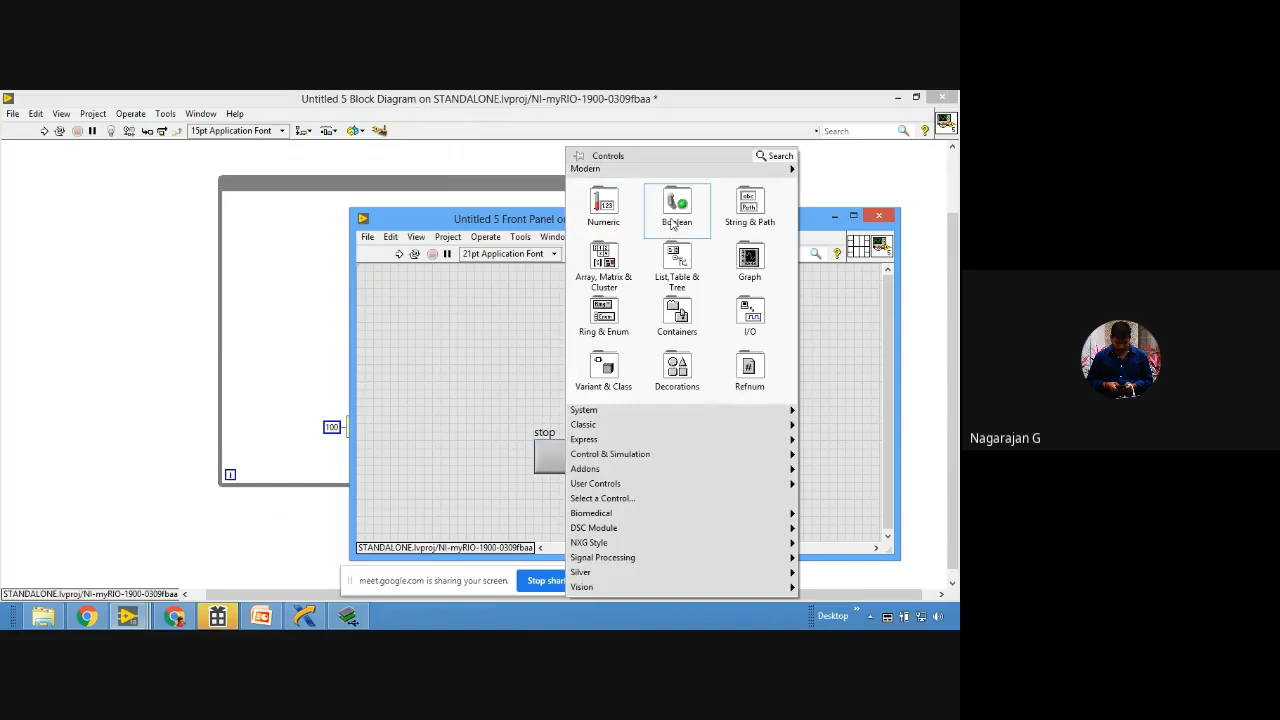 Untitled 5 Block Diagram on STANDALONE.lvproj/NI-myRIO-1900-0309fbaa *
File Edit View Project Operate Tools Window Help
15pt Application Font
Search
?
5
Controls
Search
Modern
Numeric
Boolean
String & Path
Array, Matrix & Cluster
List, Table & Tree
Graph
Ring & Enum
Containers
I/O
Variant & Class
Decorations
Refnum
System
Classic
Express
Control & Simulation
Addons
User Controls
Select a Control...
Biomedical
DSC Module
NXG Style
Signal Processing
Silver
Vision
Untitled 5 Front Panel o
File Edit View Project Operate Tools Windo
21pt Application Font
?
5
stop
100
i
STANDALONE.lvproj/NI-myRIO-1900-0309fbaa
meet.google.com is sharing your screen.
Stop shar
STANDALONE.lvproj/NI-myRIO-1900-0309fbaa
Desktop
Nagarajan G